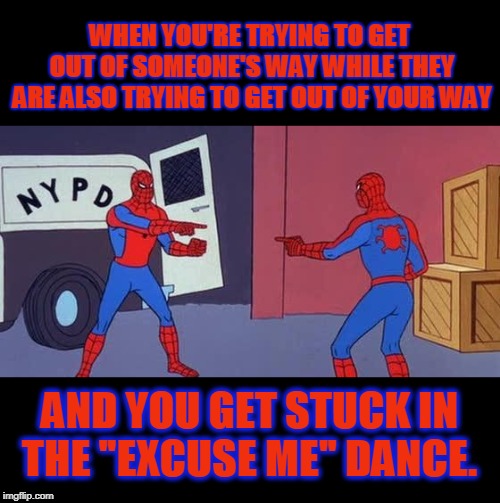 WHEN YOU'RE TRYING TO GET
OUT OF SOMEONE'S WAY WHILE THEY
ARE ALSO TRYING TO GET OUT OF YOUR WAY
NYPD
AND YOU GET STUCK IN
THE "EXCUSE ME" DANCE.
imgflip.com